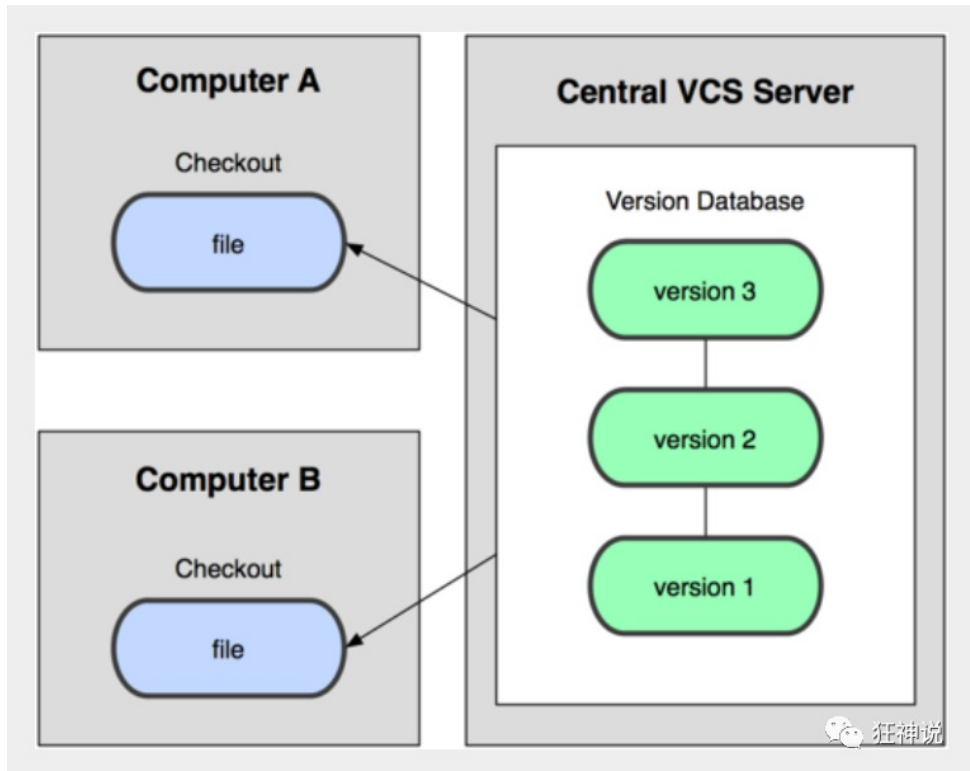 Computer A
Checkout
file
Computer B
Checkout
file
Central VCS Server
Version Database
version 3
version 2
version 1
狂神说